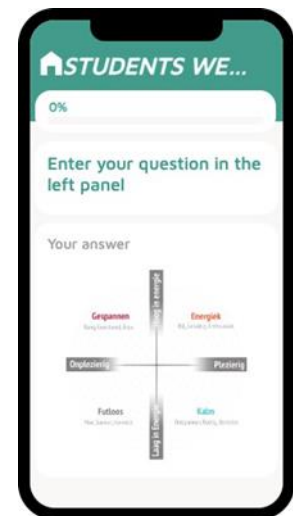 STUDENTS WE...
0%
Enter your question in the
left panel
Your answer
in energie
Gespannen
Energiek
Onplezierig
Plezierig
Futloos
Kalm
Laag in Energie